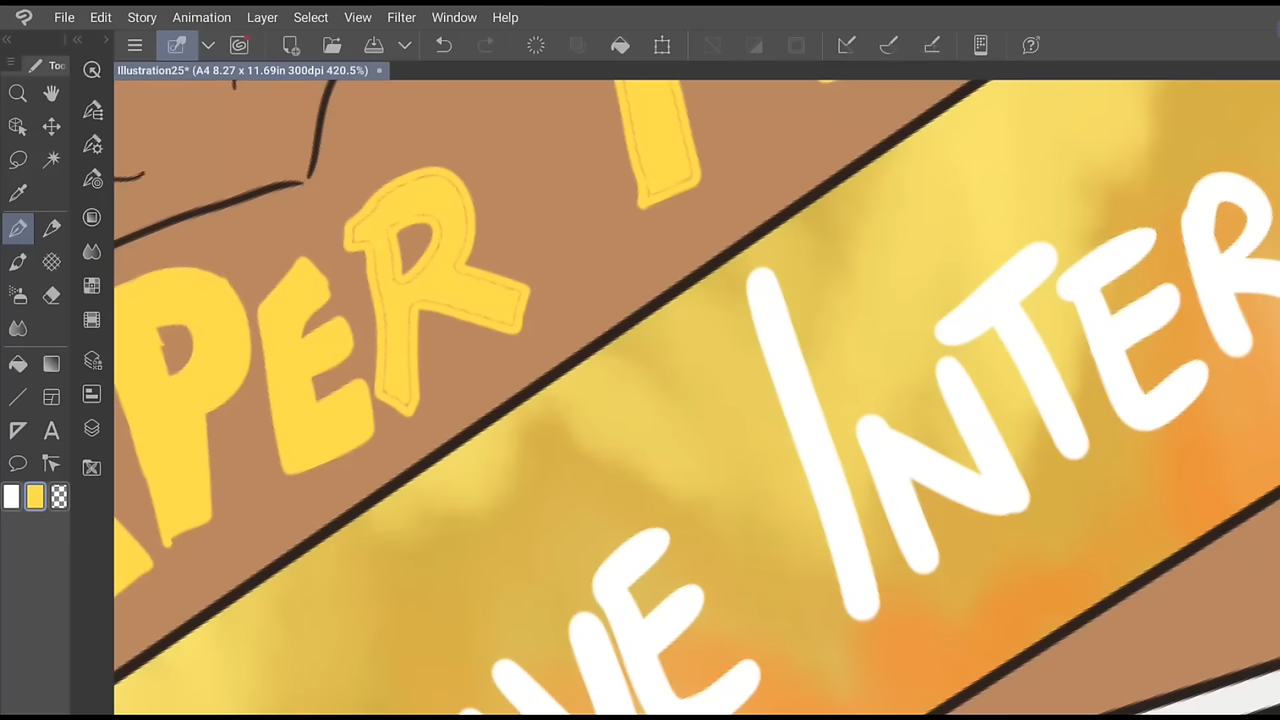 File Edit Story Animation Layer Select View Filter Window Help
Too
Illustration25* (A4 8.27 x 11.69in 300dpi 420.5%)
PER
INTER
VE
A